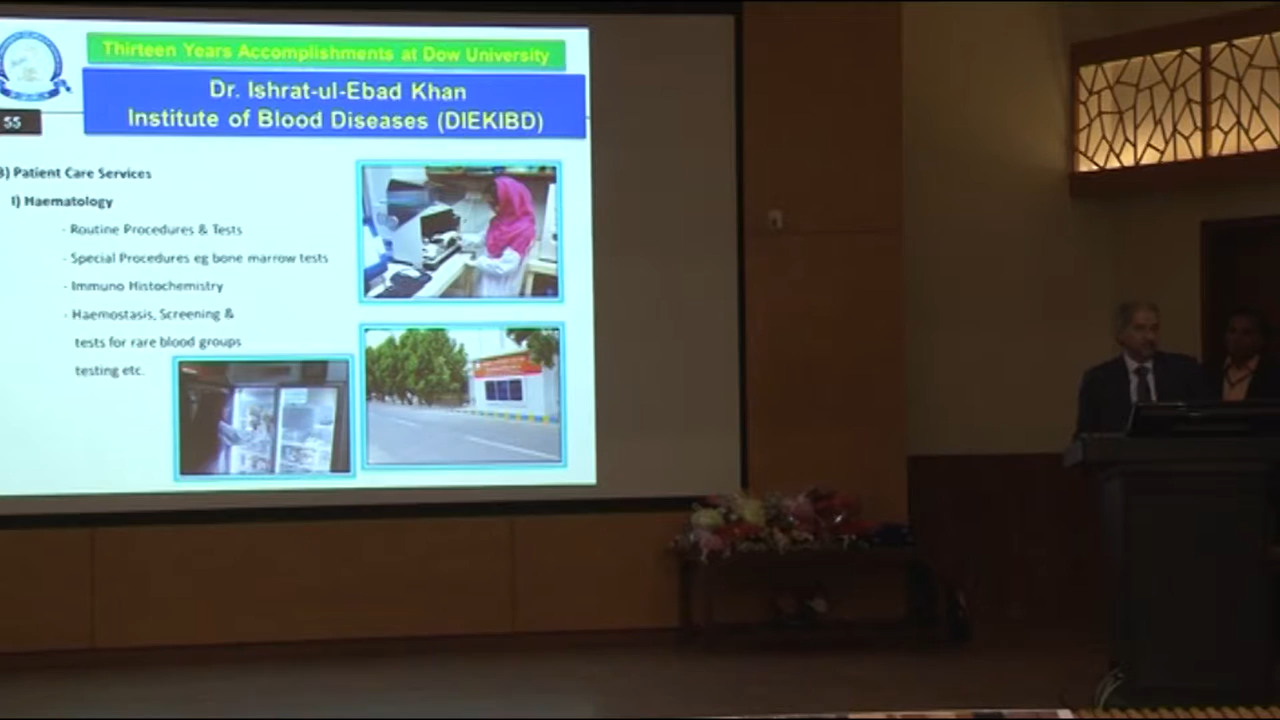 Thirteen Years Accomplishments at Dow University
Dr. Ishrat-ul-Ebad Khan
Institute of Blood Diseases (DIEKIBD)
55
3) Patient Care Services
I) Haematology
- Routine Procedures & Tests
- Special Procedures eg bone marrow tests
- Immuno Histochemistry
- Haemostasis, Screening &
tests for rare blood groups
testing etc.